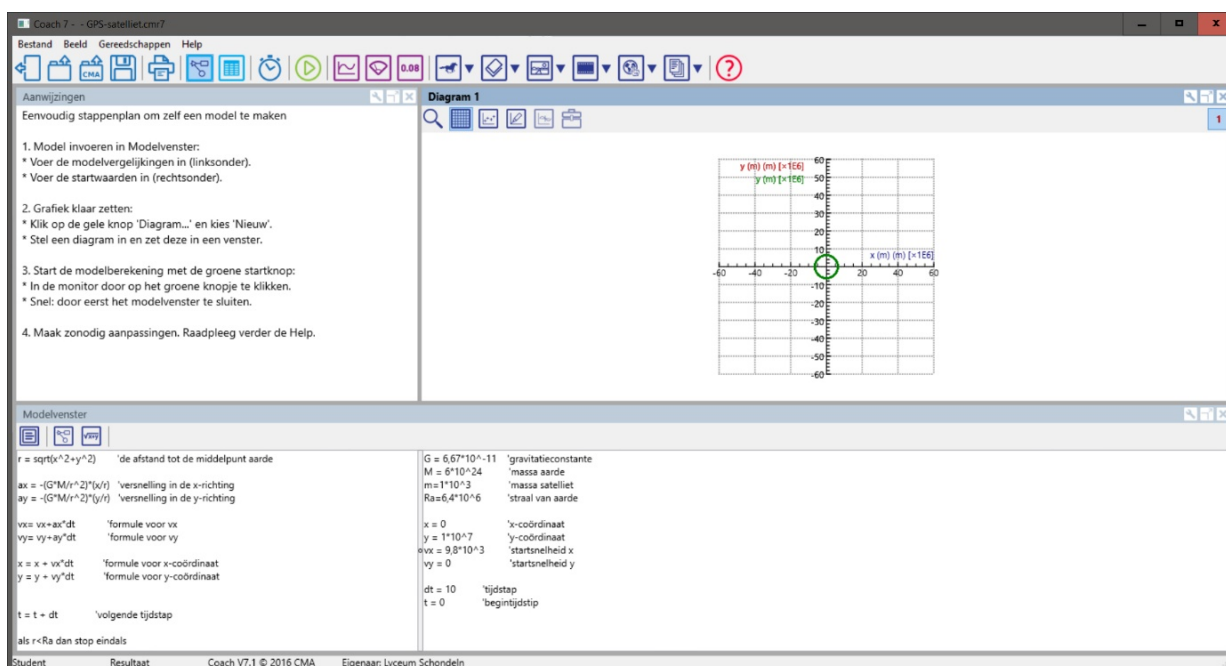 Coach 7 - - GPS-satelliet.cmr7
Bestand Beeld Gereedschappen Help
CMA
0.08
Aanwijzingen
Eenvoudig stappenplan om zelf een model te maken
1. Model invoeren in Modelvenster:
* Voer de modelvergelijkingen in (linksonder).
* Voer de startwaarden in (rechtsonder).
2. Grafiek klaar zetten:
* Klik op de gele knop 'Diagram...' en kies 'Nieuw'.
* Stel een diagram in en zet deze in een venster.
3. Start de modelberekening met de groene startknop:
* In de monitor door op het groene knopje te klikken.
* Snel: door eerst het modelvenster te sluiten.
4. Maak zonodig aanpassingen. Raadpleeg verder de Help.
Diagram 1
1
y (m) (m) [×1E6]
y (m) [×1E6]
60
50
40
30
20
10
x (m) (m) [×1E6]
-60 -40 -20 20 40 60
-10
-20
-30
-40
-50
-60
Modelvenster
r = sqrt(x^2+y^2) 'de afstand tot de middelpunt aarde
ax = -(G*M/r^2)*(x/r) 'versnelling in de x-richting
ay = -(G*M/r^2)*(y/r) 'versnelling in de y-richting
vx= vx+ax*dt 'formule voor vx
vy= vy+ay*dt 'formule voor vy
x = x + vx*dt 'formule voor x-coördinaat
y = y + vy*dt 'formule voor y-coördinaat
t = t + dt 'volgende tijdstap
als r<Ra dan stop eindals
G = 6,67*10^-11 'gravitatieconstante
M = 6*10^24 'massa aarde
m=1*10^3 'massa satelliet
Ra=6,4*10^6 'straal van aarde
x = 0 'x-coördinaat
y = 1*10^7 'y-coördinaat
vx = 9,8*10^3 'startsnelheid x
vy = 0 'startsnelheid y
dt = 10 'tijdstap
t = 0 'begintijdstip
Student Resultaat Coach V7.1 © 2016 CMA Eigenaar: Lyceum Schondeln